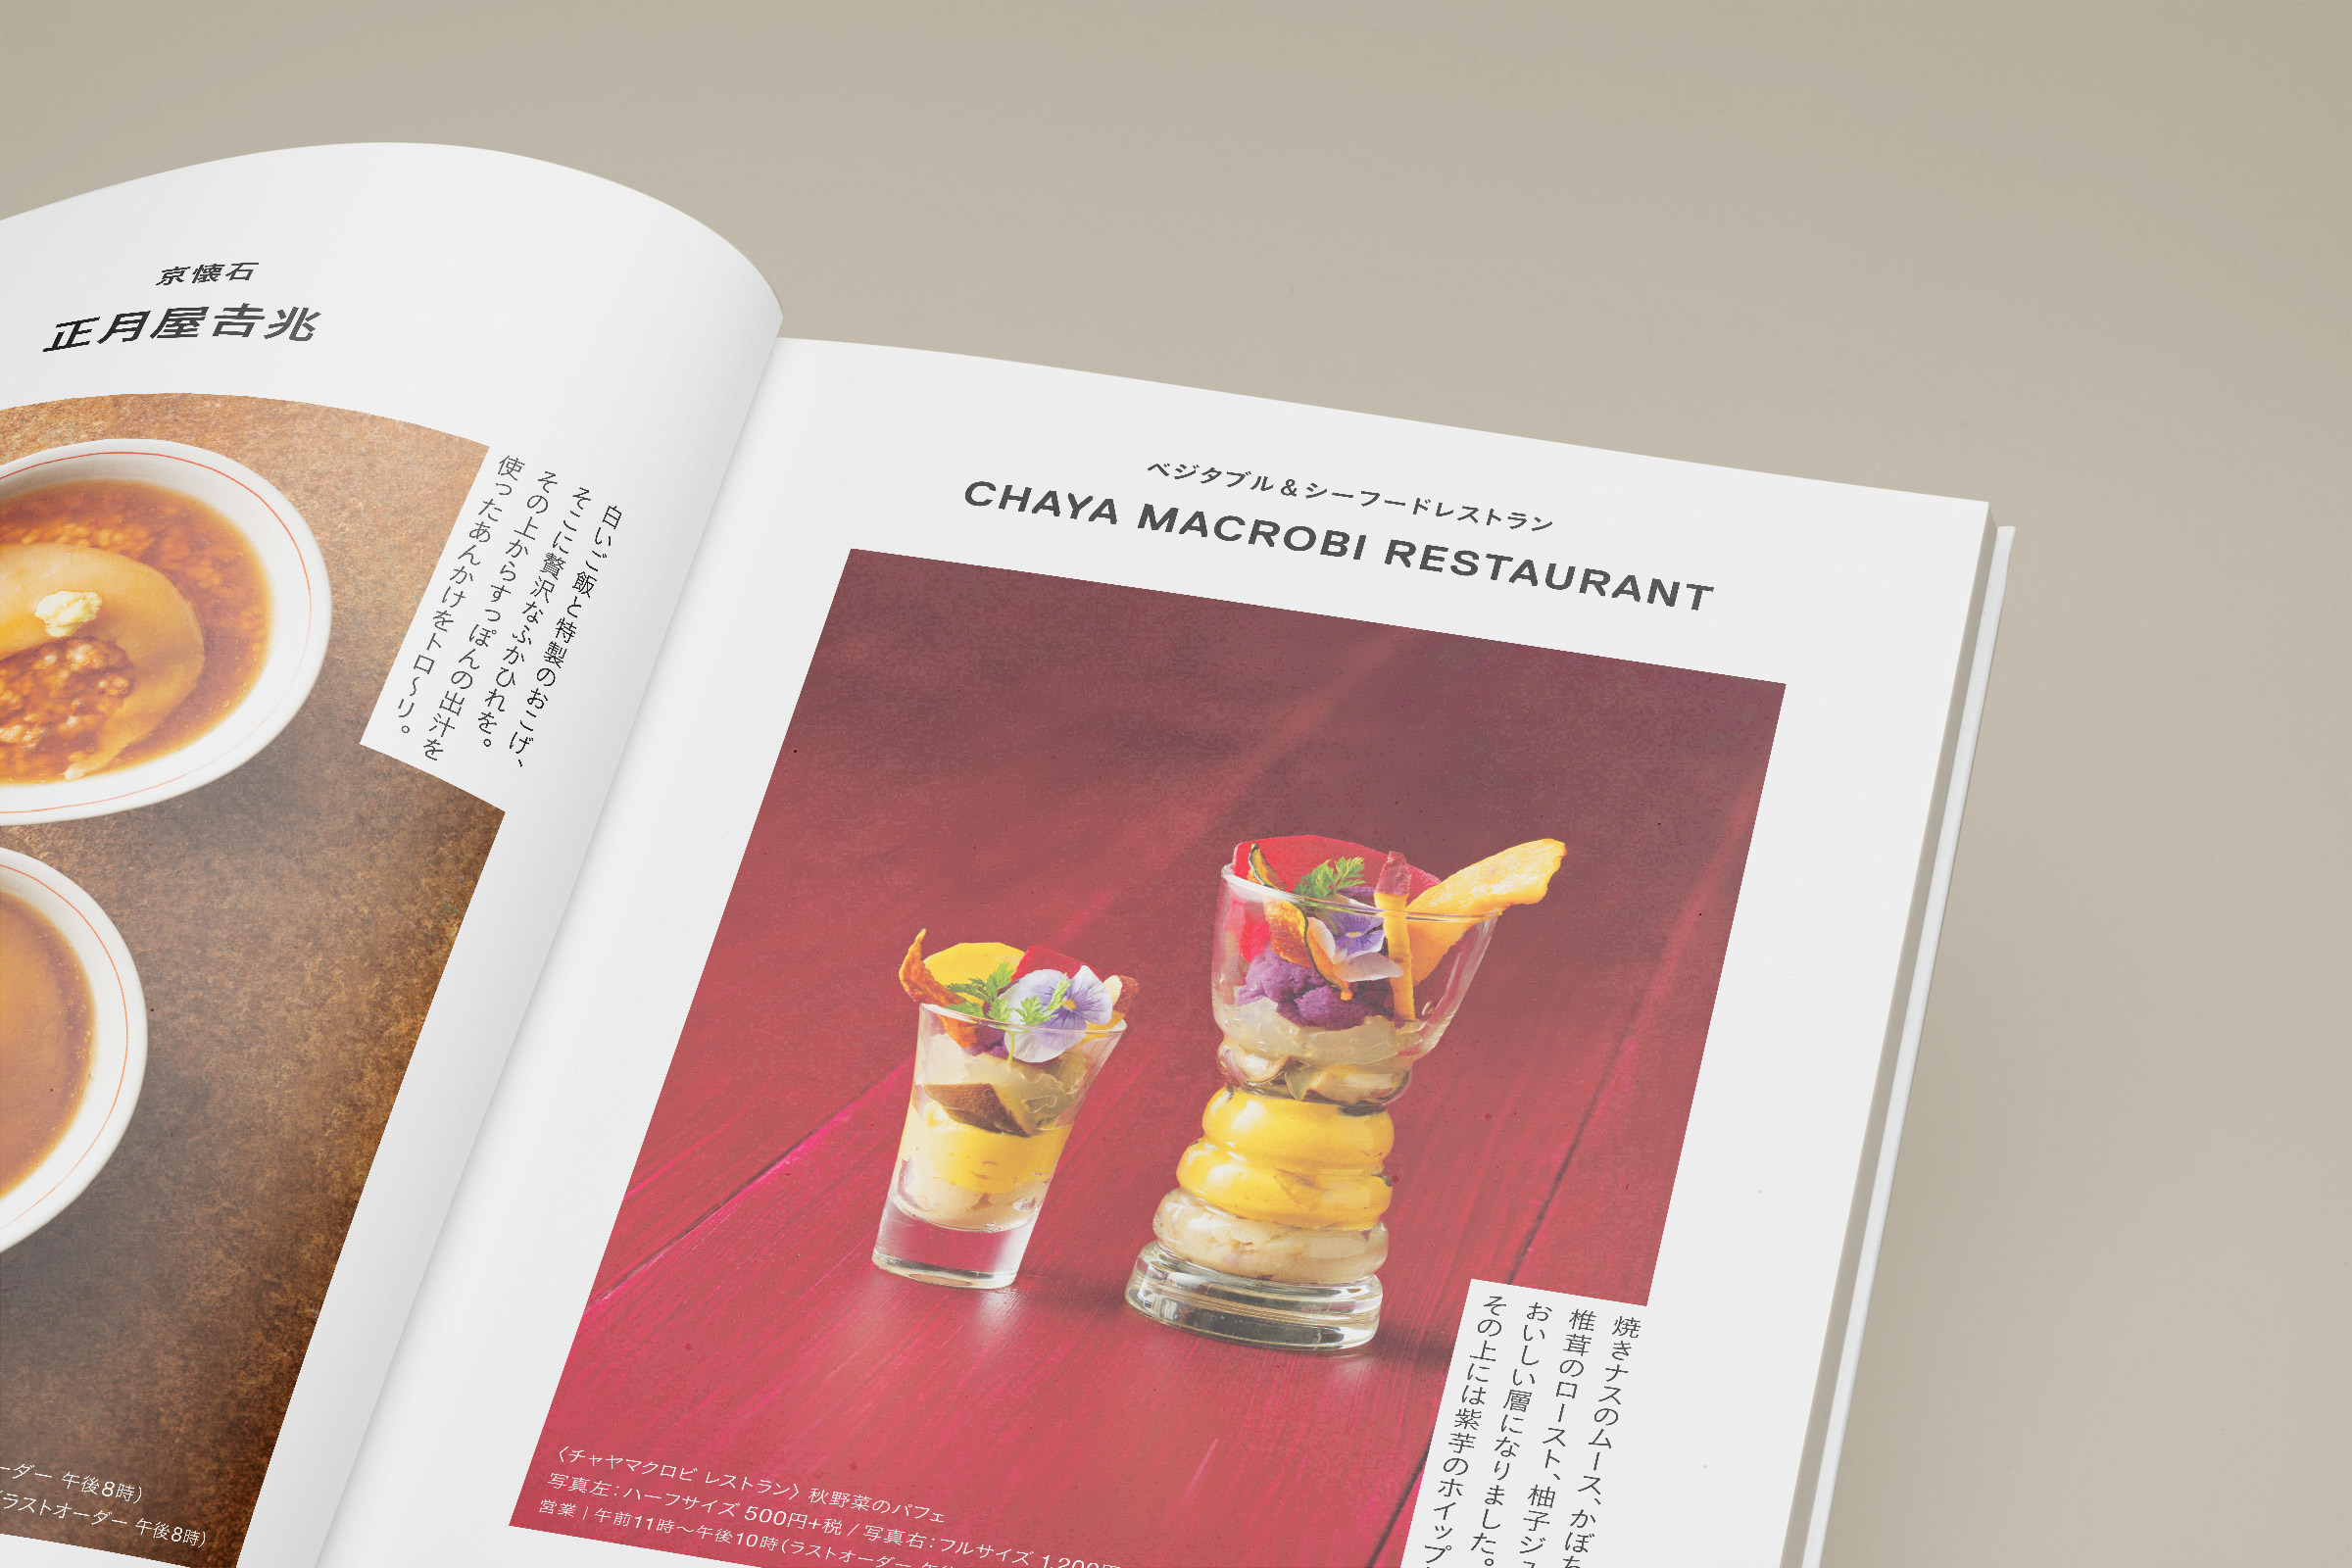 京懐石
正月屋吉兆
白いご飯と特製のおこげ、
そこに贅沢なふかひれを。
その上からすっぽんの出汁を
使ったあんかけをトロ〜リ。
ーダー 午後8時）
（ラストオーダー 午後8時）
ベジタブル＆シーフードレストラン
CHAYA MACROBI RESTAURANT
焼きナスのムース、かぼち
椎茸のロースト、柚子ジュ
おいしい層になりました。
その上には紫芋のホイップ
〈チャヤマクロビ レストラン〉秋野菜のパフェ
写真左：ハーフサイズ 500円+税 / 写真右：フルサイズ 1,200円
営業｜午前11時〜午後10時（ラストオーダー 午後